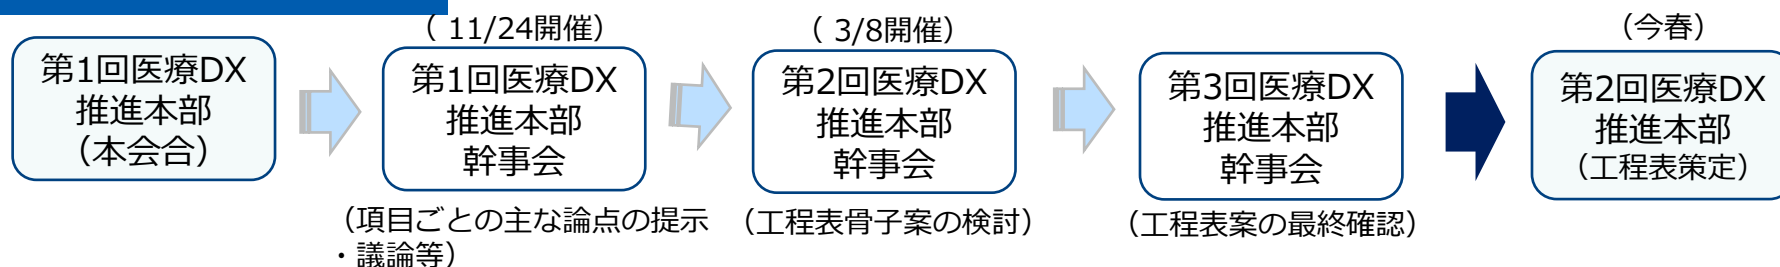 第1回医療DX
推進本部
（本会合）
（ 11/24開催）
第1回医療DX
推進本部
幹事会
（項目ごとの主な論点の提示
・議論等）
（ 3/8開催）
第2回医療DX
推進本部
幹事会
（工程表骨子案の検討）
第3回医療DX
推進本部
幹事会
（工程表案の最終確認）
（今春）
第2回医療DX
推進本部
（工程表策定）